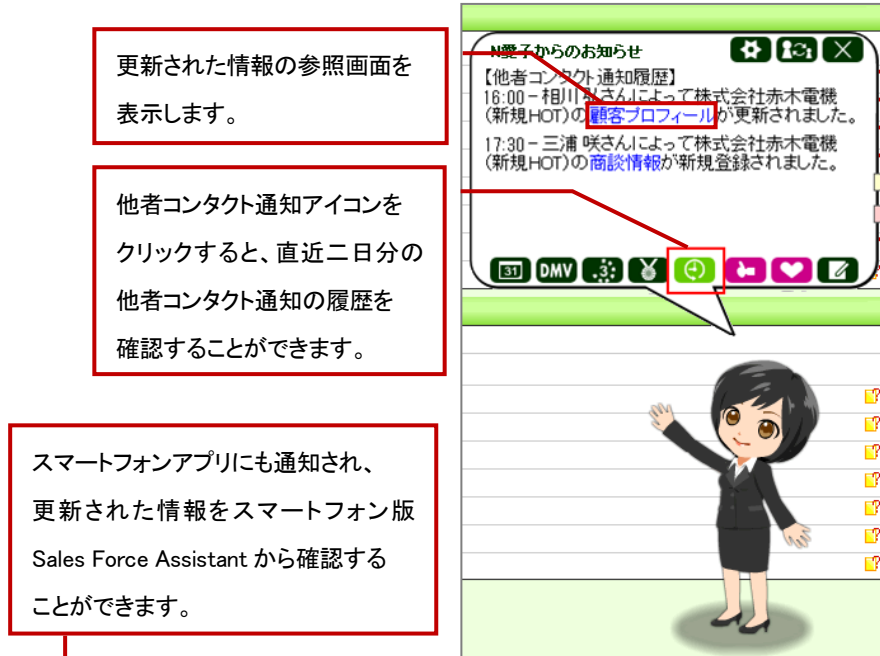 更新された情報の参照画面を
表示します。
他者コンタクト通知アイコンを
クリックすると、直近二日分の
他者コンタクト通知の履歴を
確認することができます。
スマートフォンアプリにも通知され、
更新された情報をスマートフォン版
Sales Force Assistant から確認する
ことができます。
N愛子からのお知らせ
【他者コンタクト通知履歴】
16:00 - 相川 弘さんによって株式会社赤木電機
(新規HOT)の顧客プロフィールが更新されました。
17:30 - 三浦 咲さんによって株式会社赤木電機
(新規HOT)の商談情報が新規登録されました。
31 DMV 3
?
?
?
?
?
?
?